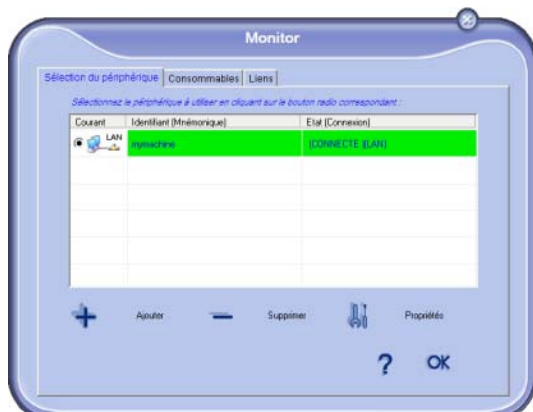 Monitor
Sélection du périphérique Consommables Liens
Sélectionnez le périphérique à utiliser en cliquant sur le bouton radio correspondant :
Courant Identifiant (Mnémonique) Etat (Connexion)
LAN mymachine [CONNECTE ][LAN]
Ajouter Supprimer Propriétés
? OK